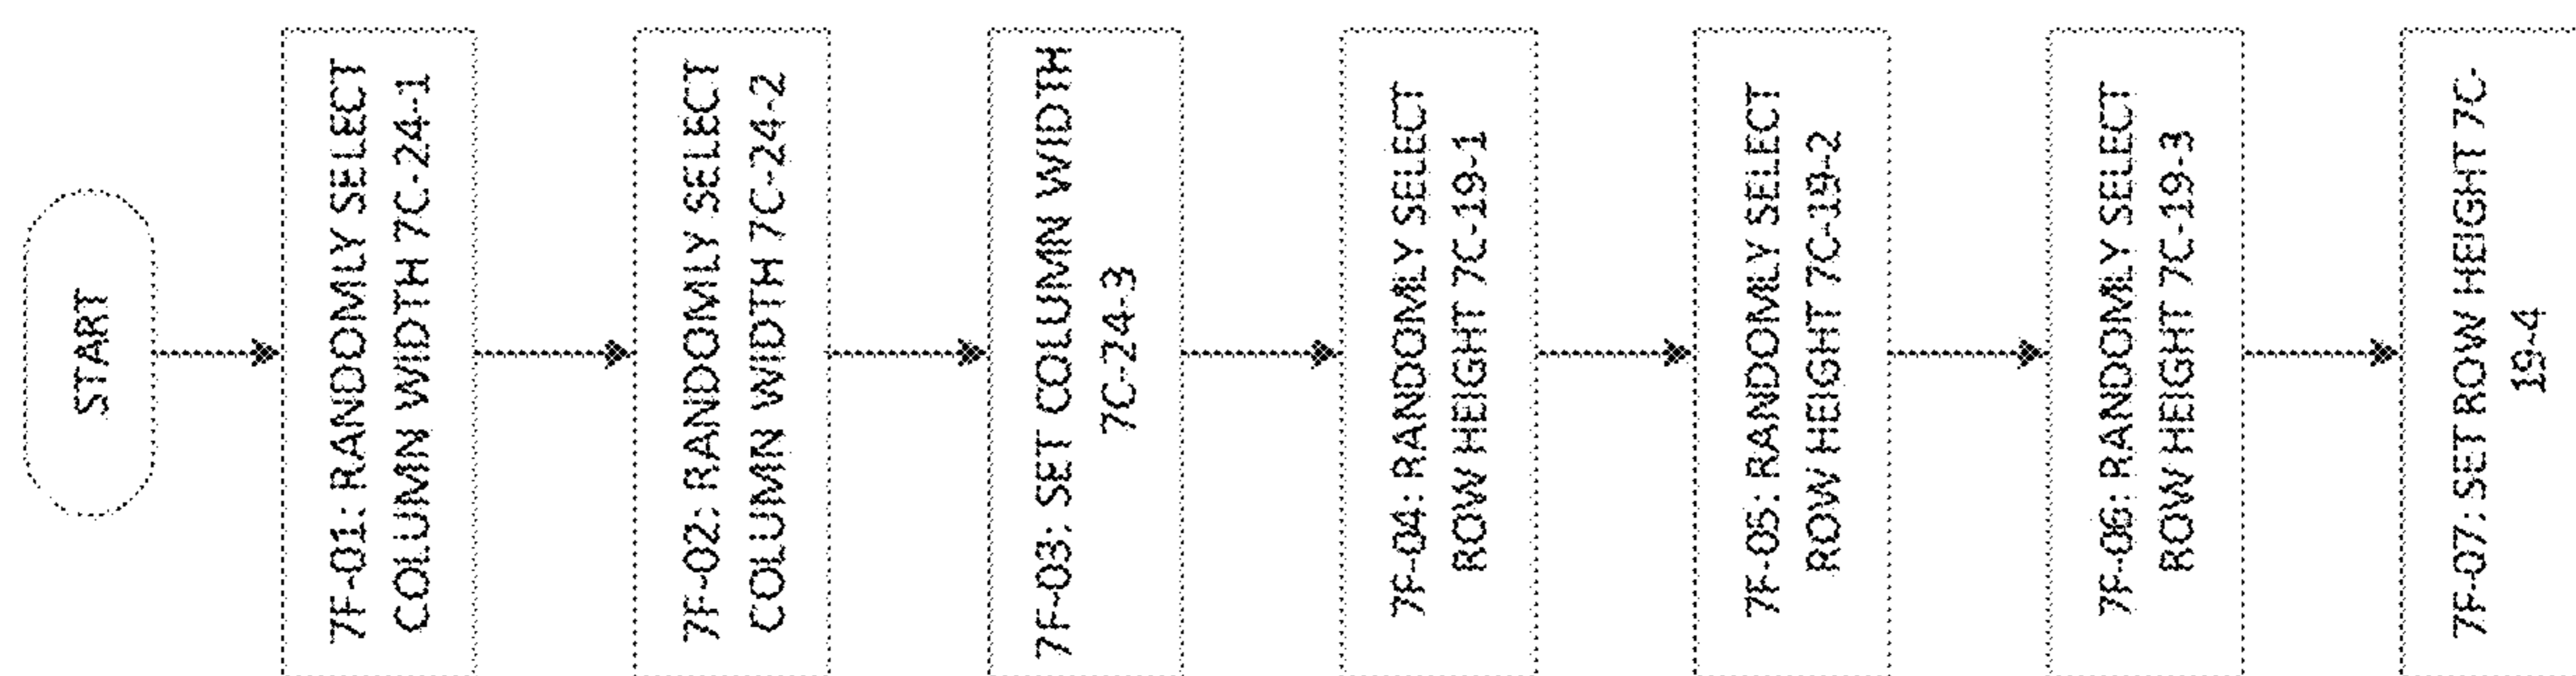 START
7F-01: RANDOMLY SELECT
COLUMN WIDTH 7C-24-1
7F-02: RANDOMLY SELECT
COLUMN WIDTH 7C-24-2
7F-03: SET COLUMN WIDTH
7C-24-3
7F-04: RANDOMLY SELECT
ROW HEIGHT 7C-19-1
7F-05: RANDOMLY SELECT
ROW HEIGHT 7C-19-2
7F-06: RANDOMLY SELECT
ROW HEIGHT 7C-19-3
7F-07: SET ROW HEIGHT 7C-
19-4